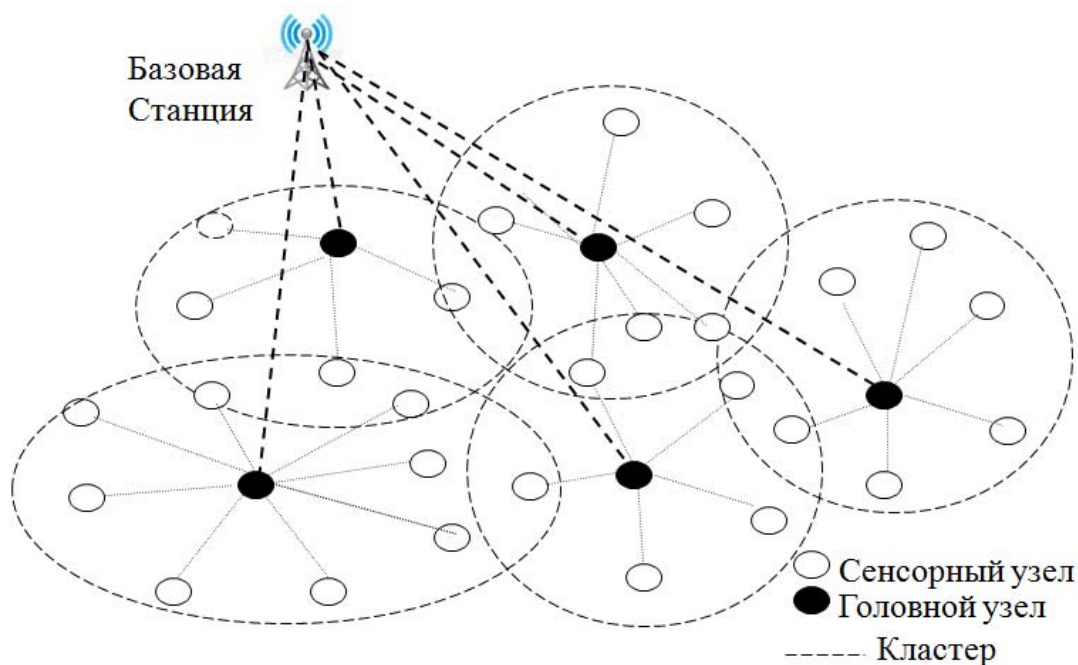 Базовая
Станция
Сенсорный узел
Головной узел
Кластер